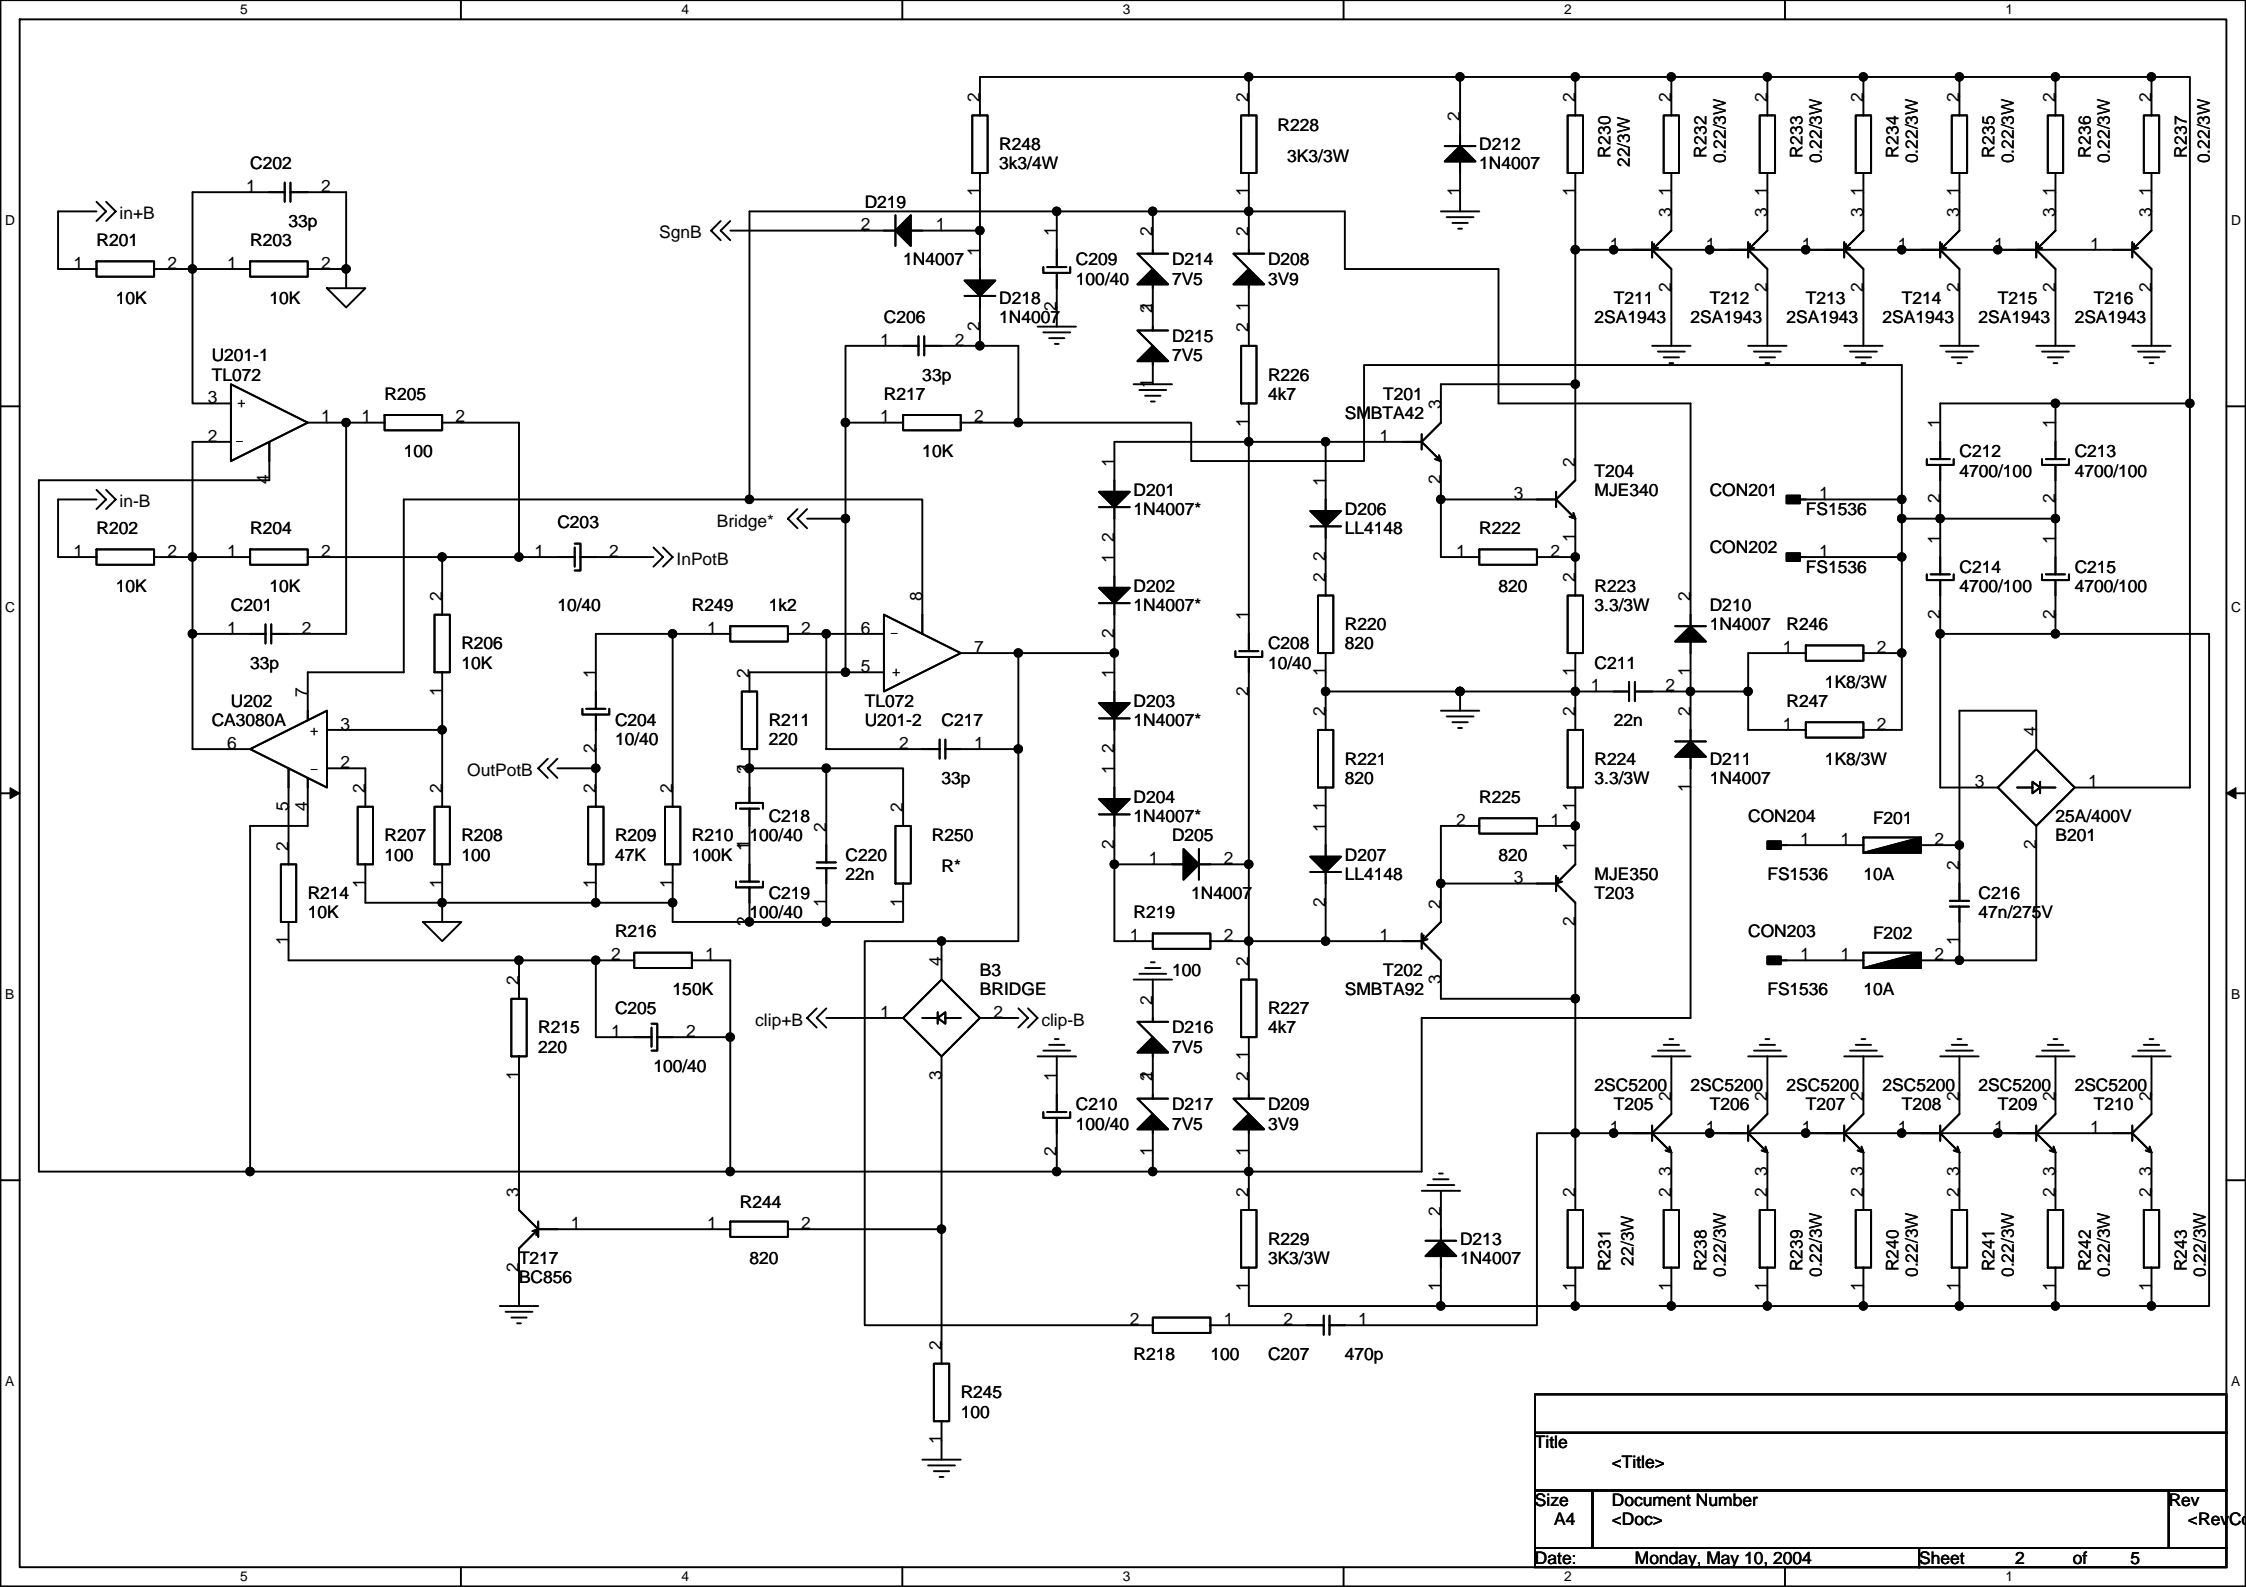 5 4 3 2 1
D
C
B
A
D
C
B
A
in+B
R201
10K
C202
33p
R203
10K
U201-1
TL072
R205
100
in-B
R202
10K
R204
10K
C201
33p
C203
10/40
InPotB
R206
10K
U202
CA3080A
R207
100
R208
100
R214
10K
R249
1k2
C204
10/40
OutPotB
R209
47K
R210
100K
R211
220
C218
100/40
C219
100/40
C220
22n
R250
R*
TL072
U201-2
C217
33p
R216
150K
C205
100/40
R215
220
T217
BC856
R244
820
R245
100
clip+B
B3
BRIDGE
clip-B
SgnB
D219
1N4007
R248
3k3/4W
D218
1N4007
C206
33p
R217
10K
Bridge*
C209
100/40
D214
7V5
D215
7V5
R228
3K3/3W
D208
3V9
R226
4k7
D212
1N4007
D201
1N4007*
D202
1N4007*
D203
1N4007*
D204
1N4007*
D205
1N4007
R219
100
C208
10/40
D206
LL4148
R220
820
R221
820
D207
LL4148
D216
7V5
D217
7V5
C210
100/40
R227
4k7
D209
3V9
R229
3K3/3W
D213
1N4007
R218
100
C207
470p
T201
SMBTA42
T204
MJE340
R222
820
R223
3.3/3W
R224
3.3/3W
R225
820
MJE350
T203
T202
SMBTA92
C211
22n
D210
1N4007
D211
1N4007
R246
1K8/3W
R247
1K8/3W
CON201
FS1536
CON202
FS1536
C212
4700/100
C213
4700/100
C214
4700/100
C215
4700/100
25A/400V
B201
CON204
FS1536
F201
10A
C216
47n/275V
CON203
FS1536
F202
10A
R230
22/3W
R232
0.22/3W
R233
0.22/3W
R234
0.22/3W
R235
0.22/3W
R236
0.22/3W
R237
0.22/3W
T211
2SA1943
T212
2SA1943
T213
2SA1943
T214
2SA1943
T215
2SA1943
T216
2SA1943
2SC5200
T205
2SC5200
T206
2SC5200
T207
2SC5200
T208
2SC5200
T209
2SC5200
T210
R231
22/3W
R238
0.22/3W
R239
0.22/3W
R240
0.22/3W
R241
0.22/3W
R242
0.22/3W
R243
0.22/3W
Title
<Title>
Size
A4
Document Number
<Doc>
Rev
<RevCo
Date: Monday, May 10, 2004 Sheet 2 of 5
5 4 3 2 1